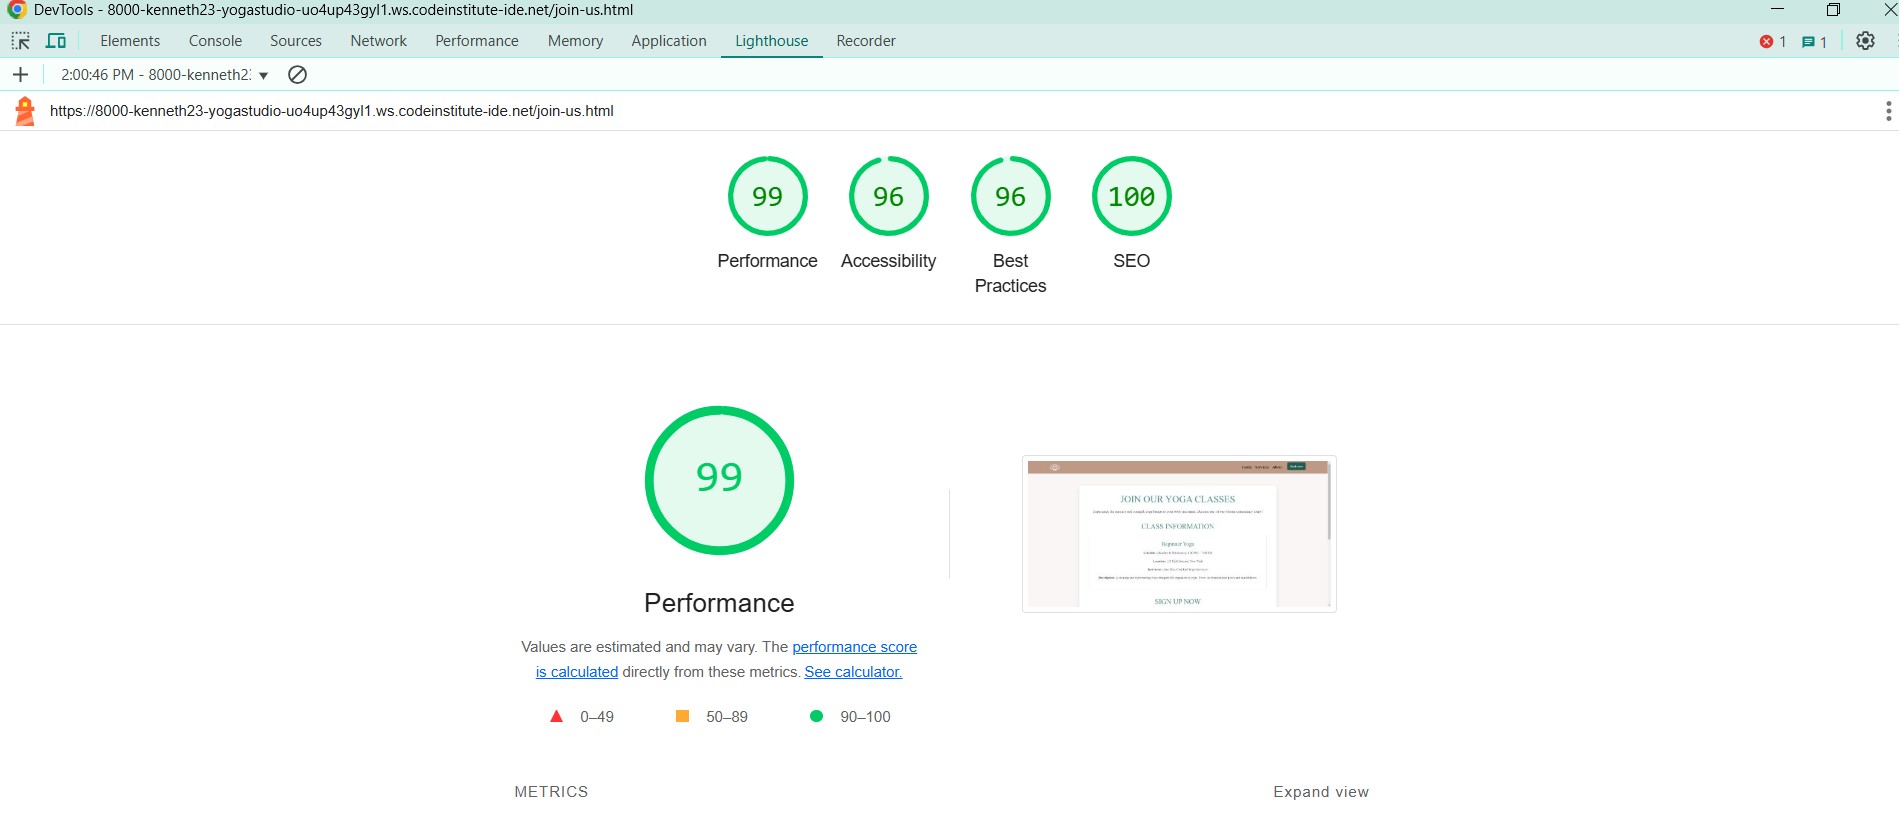 DevTools - 8000-kenneth23-yogastudio-uo4up43gyl1.ws.codeinstitute-ide.net/join-us.html
Elements Console Sources Network Performance Memory Application Lighthouse Recorder 1 1
2:00:46 PM - 8000-kenneth2
https://8000-kenneth23-yogastudio-uo4up43gyl1.ws.codeinstitute-ide.net/join-us.html
99 96 96 100
Performance Accessibility Best SEO
Practices
99
Performance
Values are estimated and may vary. The performance score
is calculated directly from these metrics. See calculator.
0–49 50–89 90–100
JOIN OUR YOGA CLASSES
CLASS INFORMATION
Beginner Yoga
SIGN UP NOW
METRICS Expand view